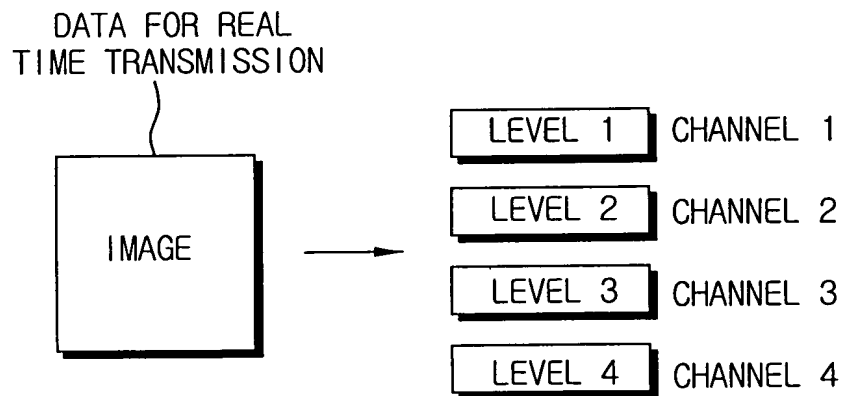 DATA FOR REAL
TIME TRANSMISSION
IMAGE
LEVEL 1 CHANNEL 1
LEVEL 2 CHANNEL 2
LEVEL 3 CHANNEL 3
LEVEL 4 CHANNEL 4